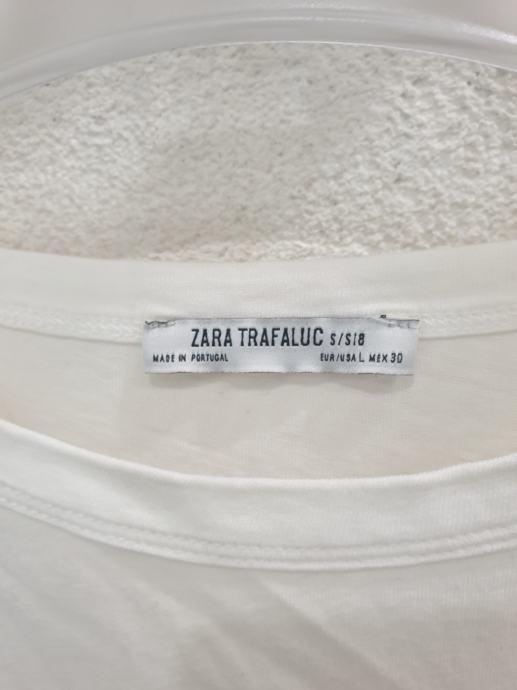 ZARA TRAFALUC S/S18
MADE IN PORTUGAL EUR/USA L MEX 30